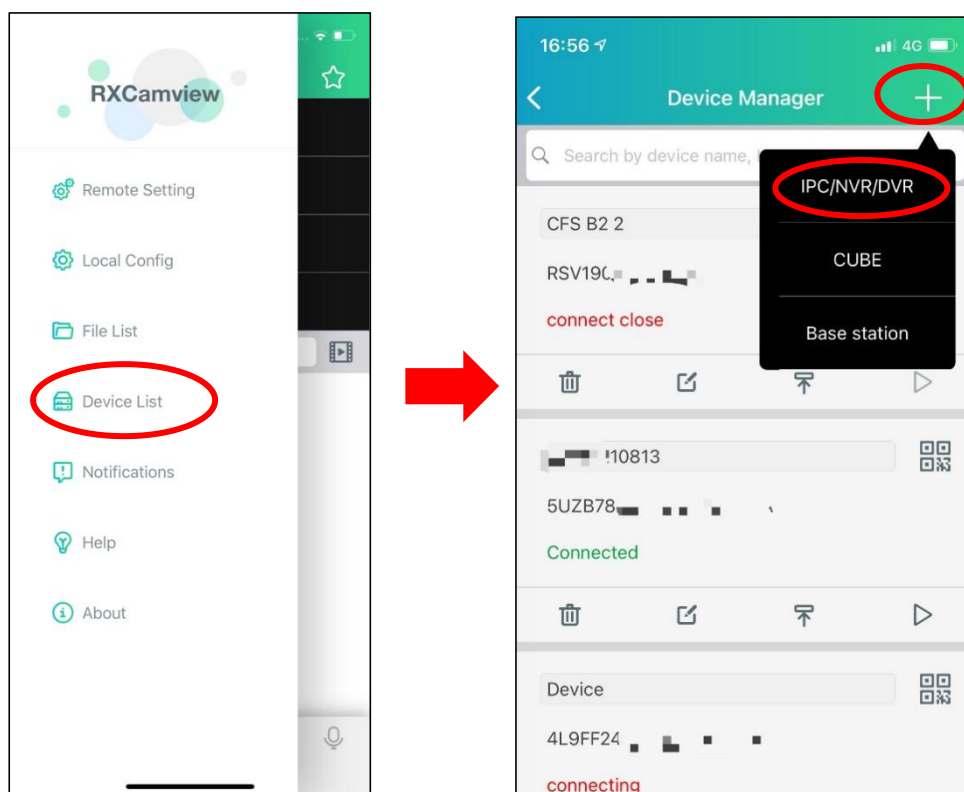 RXCamview
Remote Setting
Local Config
File List
Device List
Notifications
Help
About
16:56
4G
Device Manager
Search by device name,
IPC/NVR/DVR
CUBE
Base station
CFS B2 2
connect close
10813
Connected
Device
connecting